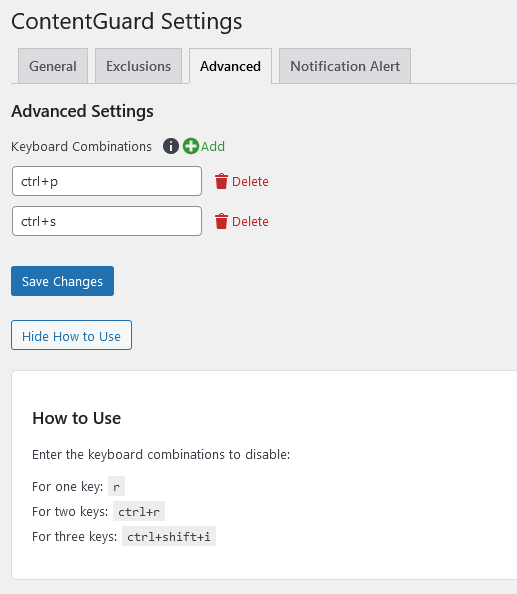 ContentGuard Settings
General Exclusions Advanced Notification Alert
Advanced Settings
Keyboard Combinations i Add
ctrl+p Delete
ctrl+s Delete
Save Changes
Hide How to Use
How to Use
Enter the keyboard combinations to disable:
For one key: r
For two keys: ctrl+r
For three keys: ctrl+shift+i